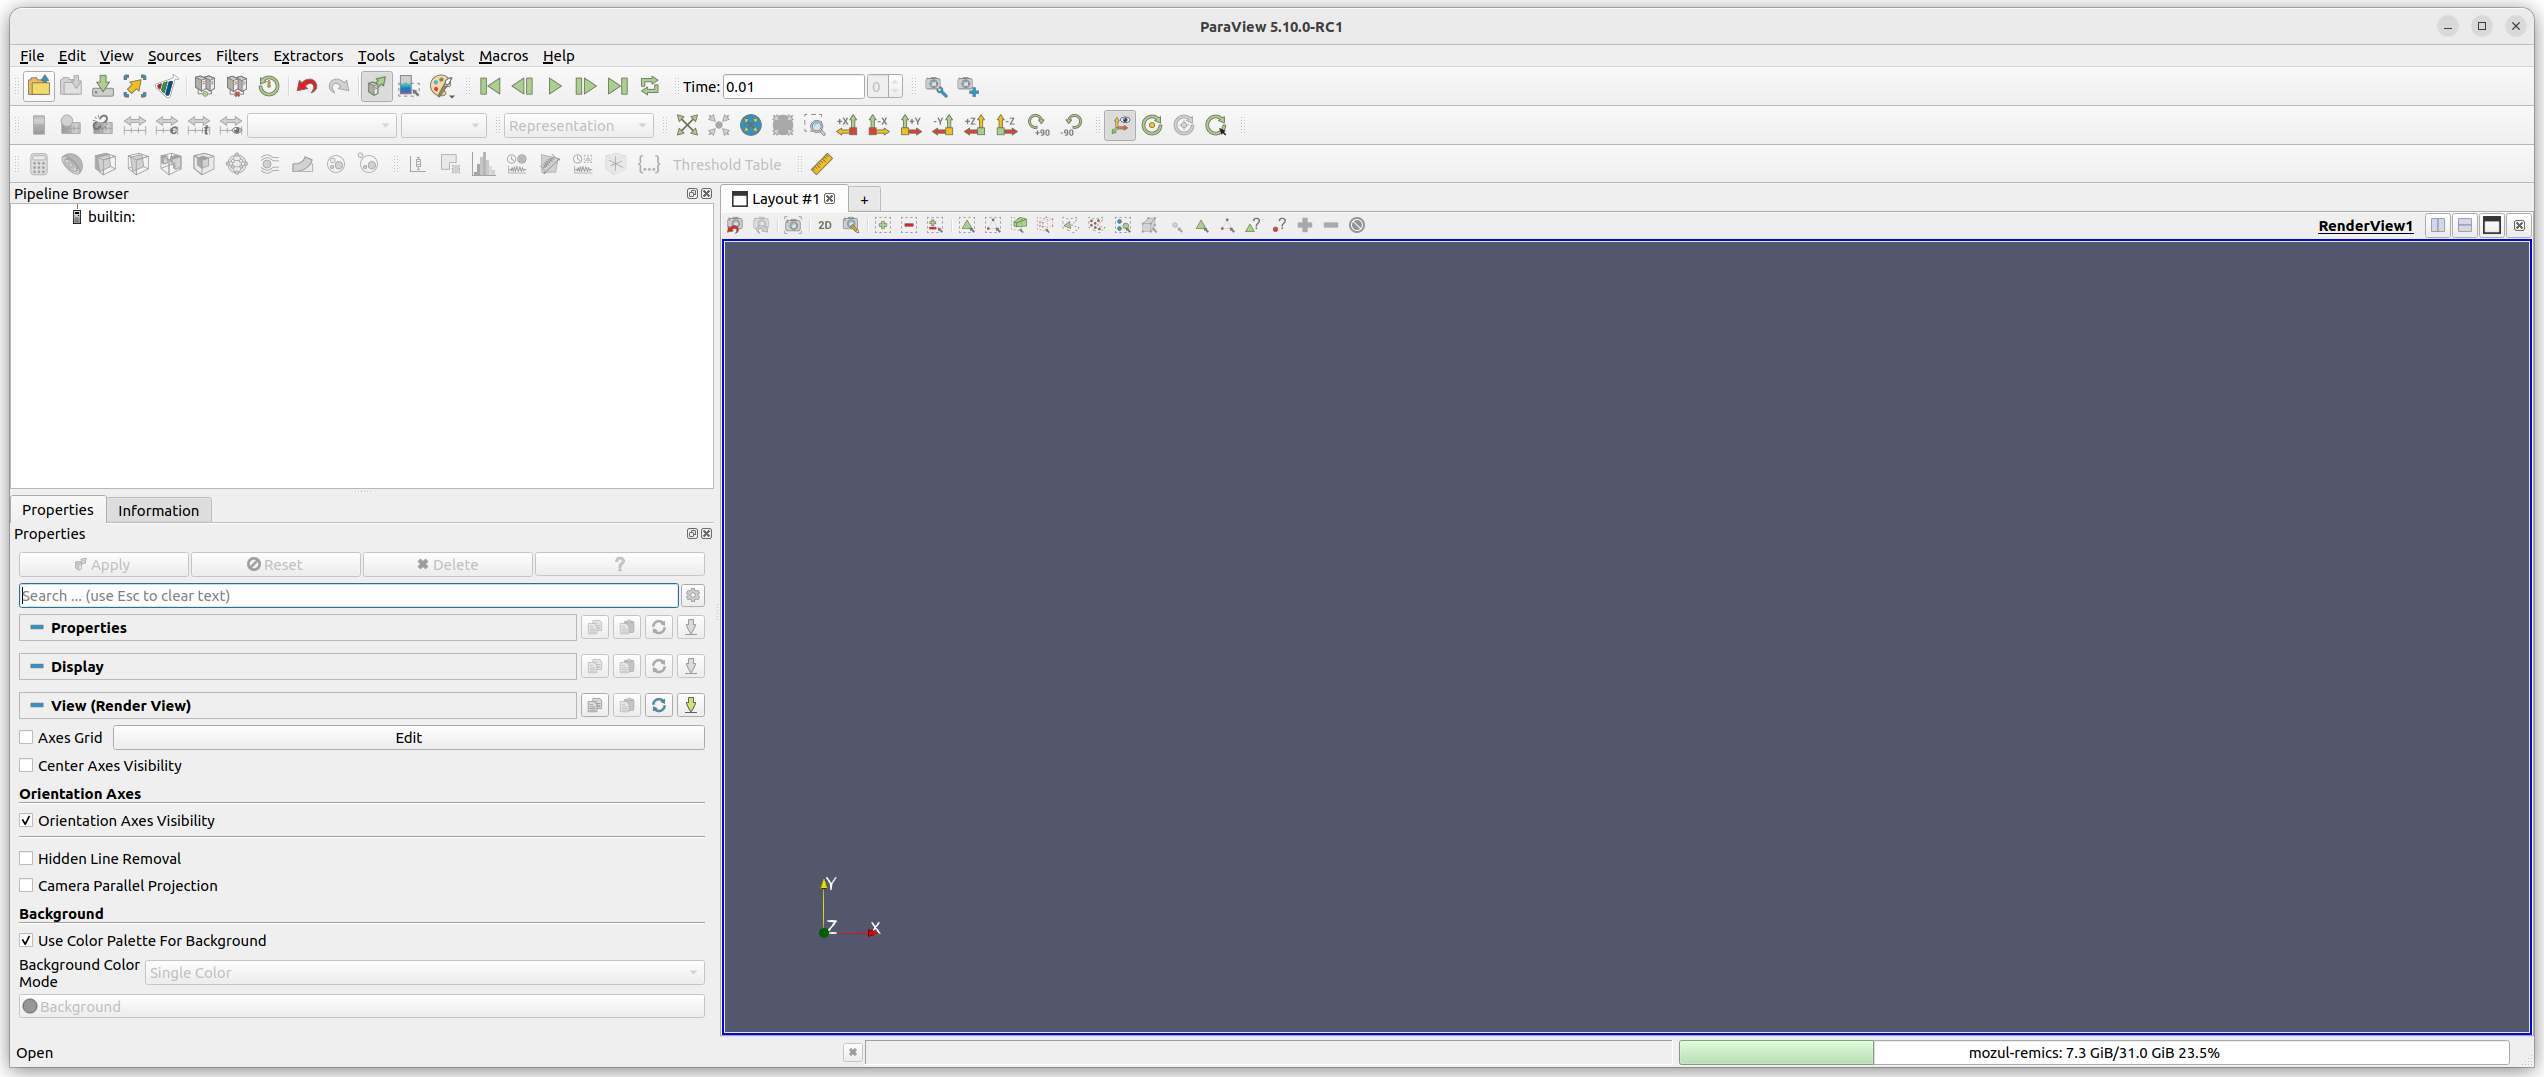 ParaView 5.10.0-RC1
File Edit View Sources Filters Extractors Tools Catalyst Macros Help
Time: 0.01 0
Representation +X -X +Y -Y +Z -Z +90 -90
{...} Threshold Table
Pipeline Browser
builtin:
Layout #1 +
2D RenderView1
Properties Information
Properties
Apply Reset Delete ?
Search ... (use Esc to clear text)
Properties
Display
View (Render View)
Axes Grid Edit
Center Axes Visibility
Orientation Axes
Orientation Axes Visibility
Hidden Line Removal
Camera Parallel Projection
Background
Use Color Palette For Background
Background Color Mode Single Color
Background
Y
Z X
Open mozul-remics: 7.3 GiB/31.0 GiB 23.5%